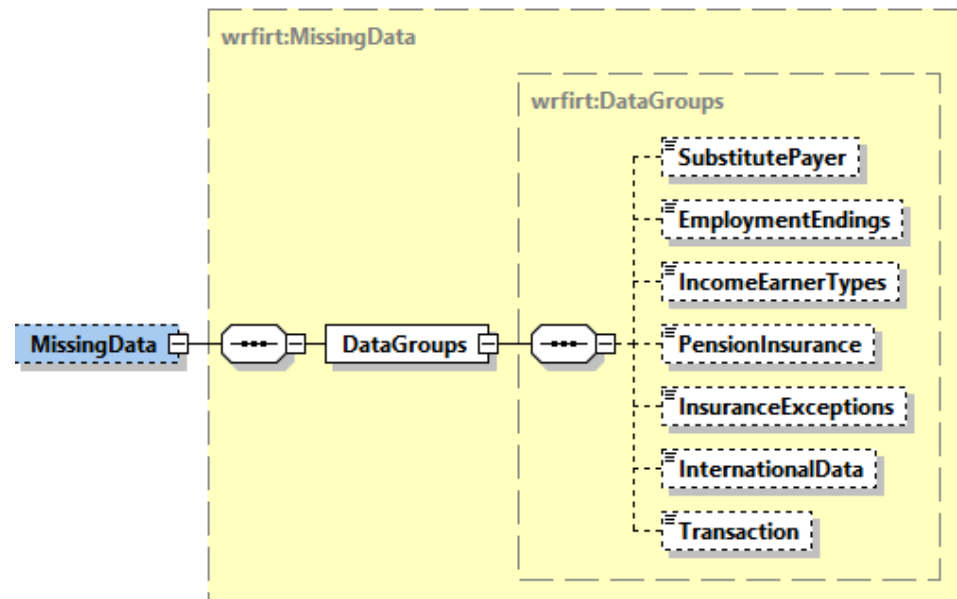 wrfirt:MissingData
wrfirt:DataGroups
SubstitutePayer
EmploymentEndings
IncomeEarnerTypes
MissingData
DataGroups
PensionInsurance
InsuranceExceptions
InternationalData
Transaction